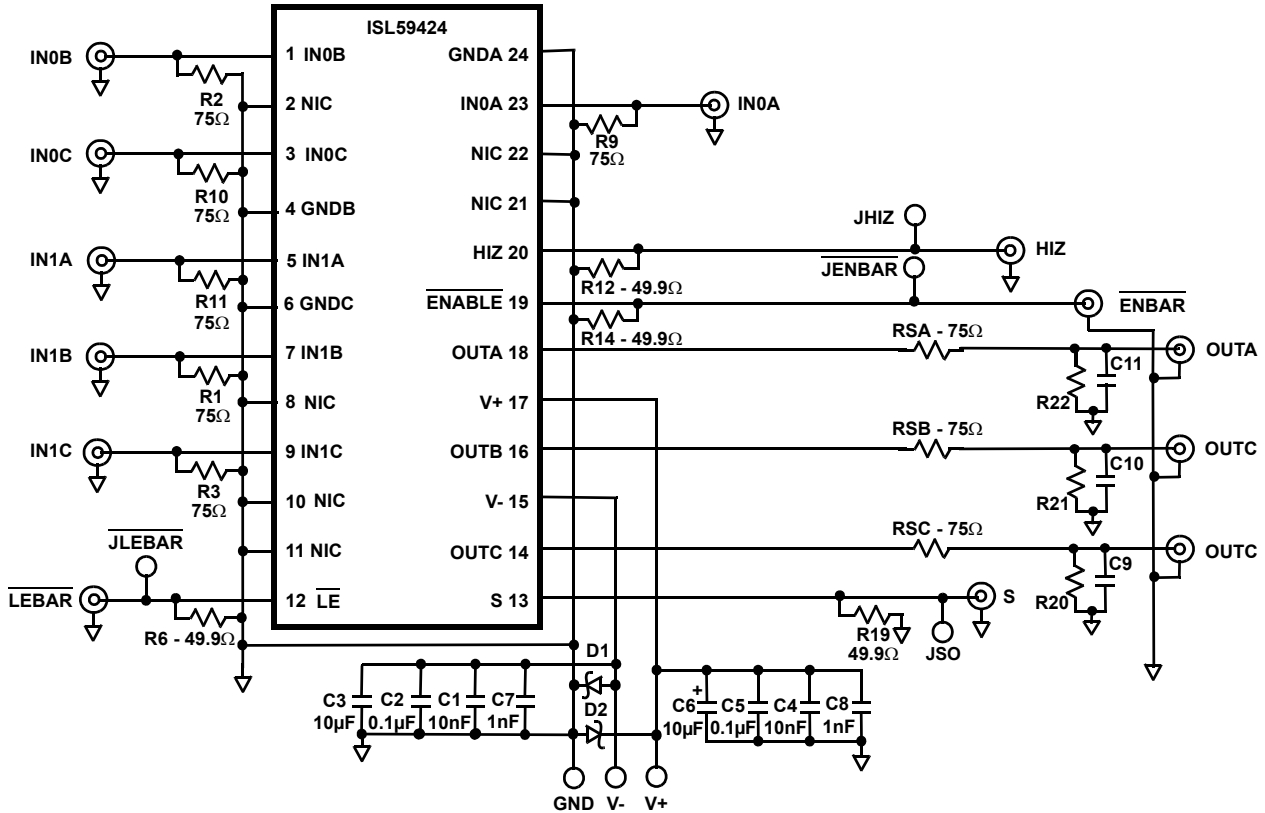 ISL59424
IN0B
1 IN0B
GNDA 24
R2
75Ω
2 NIC
IN0A 23
IN0A
R9
75Ω
IN0C
3 IN0C
NIC 22
R10
75Ω
4 GNDB
NIC 21
JHIZ
IN1A
5 IN1A
HIZ 20
HIZ
R11
75Ω
R12 - 49.9Ω
JENBAR
6 GNDC
ENABLE 19
ENBAR
R14 - 49.9Ω
RSA - 75Ω
IN1B
7 IN1B
OUTA 18
OUTA
C11
R22
R1
75Ω
8 NIC
V+ 17
RSB - 75Ω
IN1C
9 IN1C
OUTB 16
OUTC
C10
R21
R3
75Ω
10 NIC
V- 15
RSC - 75Ω
JLEBAR
11 NIC
OUTC 14
OUTC
C9
R20
LEBAR
12 LE
S 13
S
R6 - 49.9Ω
R19
49.9Ω
JSO
D1
D2
C3
10µF
C2
0.1µF
C1
10nF
C7
1nF
+
C6
10µF
C5
0.1µF
C4
10nF
C8
1nF
GND
V-
V+